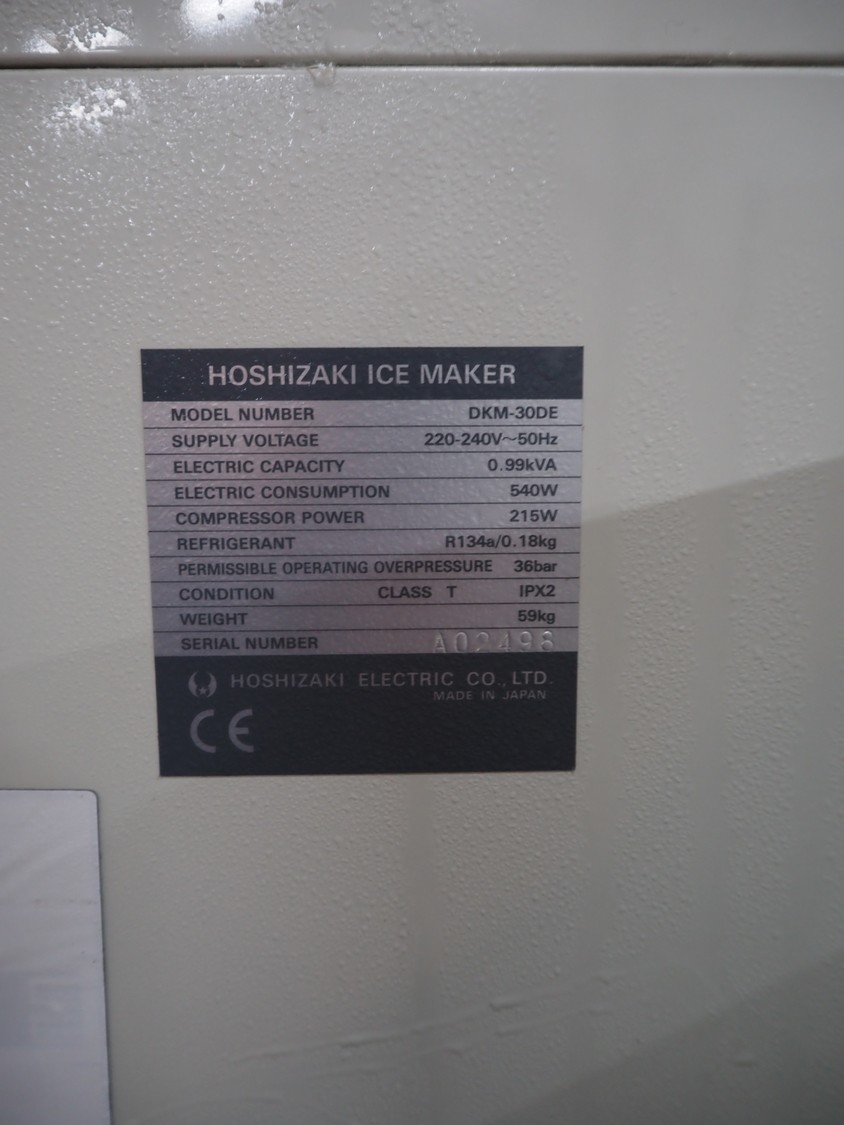 HOSHIZAKI ICE MAKER
MODEL NUMBER DKM-30DE
SUPPLY VOLTAGE 220-240V~50Hz
ELECTRIC CAPACITY 0.99kVA
ELECTRIC CONSUMPTION 540W
COMPRESSOR POWER 215W
REFRIGERANT R134a/0.18kg
PERMISSIBLE OPERATING OVERPRESSURE 36bar
CONDITION CLASS T IPX2
WEIGHT 59kg
SERIAL NUMBER A02498
HOSHIZAKI ELECTRIC CO., LTD.
MADE IN JAPAN
CE